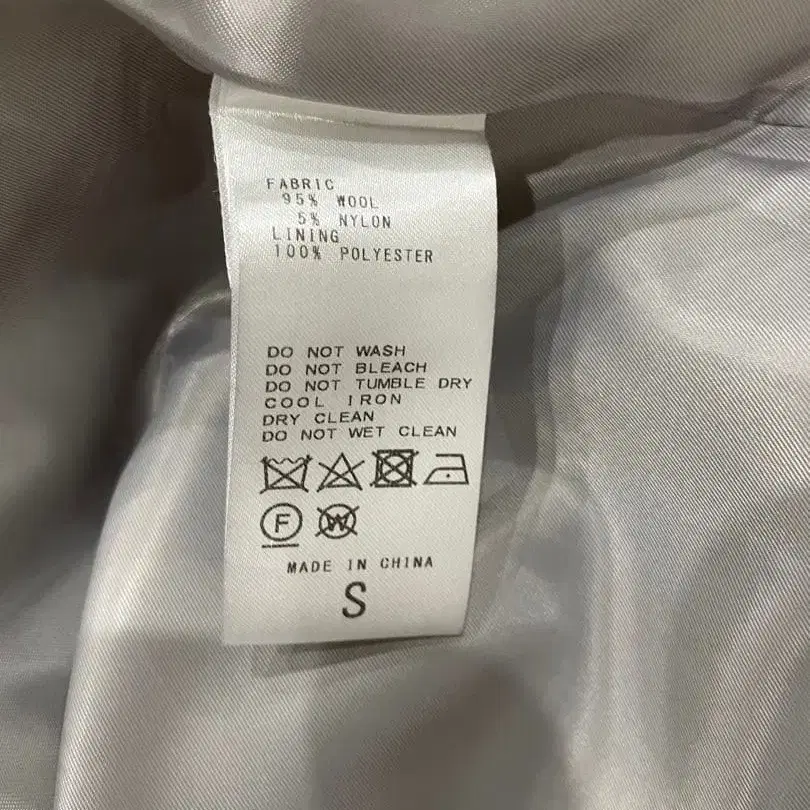 FABRIC
95% WOOL
5% NYLON
LINING
100% POLYESTER
DO NOT WASH
DO NOT BLEACH
DO NOT TUMBLE DRY
COOL IRON
DRY CLEAN
DO NOT WET CLEAN
F W
MADE IN CHINA
S